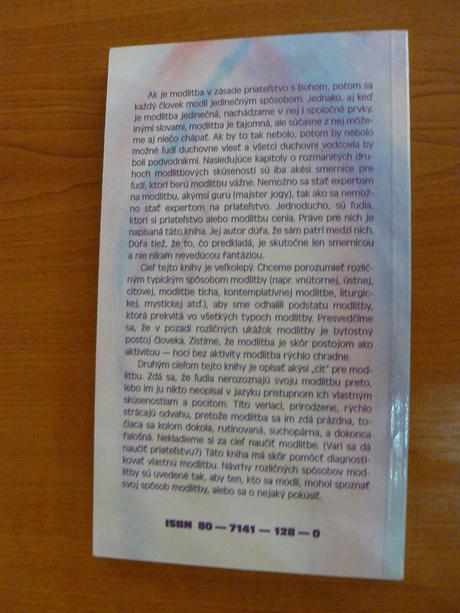 Ak je modlitba v zásade priateľstvo s Bohom, potom sa
každý človek modlí jedinečným spôsobom. Jednako, aj keď
je modlitba jedinečná, nachádzame v nej i spoločné prvky.
Inými slovami, modlitba je tajomná, ale súčasne z nej môže-
me aj niečo chápať. Ak by to tak nebolo, potom by nebolo
možné ľudí duchovne viesť a všetci duchovní vodcovia by
boli podvodníkmi. Nasledujúce kapitoly o rozmanitých dru-
hoch modlitbových skúseností sú iba akési smernice pre
ľudí, ktorí berú modlitbu vážne. Nemožno sa stať expertom
na modlitbu, akýmsi guru (majster jogy), tak ako sa nemož-
no stať expertom na priateľstvo. Jednoducho, sú ľudia,
ktorí si priateľstvo alebo modlitbu cenia. Práve pre nich je
napísaná táto kniha. Jej autor dúfa, že sám patrí medzi nich.
Dúfa tiež, že to, čo predkladá, je skutočne len smernicou
a nie nikam nevedúcou fantáziou.
Cieľ tejto knihy je veľkolepý. Chceme porozumieť rozlič-
ným typickým spôsobom modlitby (napr. vnútornej, ústnej,
citovej, modlitbe ticha, kontemplatívnej modlitbe, liturgic-
kej, mystickej atď.), aby sme odhalili podstatu modlitby,
ktorá prekvitá vo všetkých typoch modlitby. Presvedčíme
sa, že v pozadí rozličných ukážok modlitby je bytostný
postoj človeka. Zistíme, že modlitba je skôr postojom ako
aktivitou — hoci bez aktivity modlitba rýchlo chradne.
Druhým cieľom tejto knihy je opísať akýsi „cit" pre mod-
litbu. Zdá sa, že ľudia nerozoznajú svoju modlitbu preto,
lebo im ju nikto neopísal v jazyku prístupnom ich vlastným
skúsenostiam a pocitom. Títo veriaci, prirodzene, rýchlo
strácajú odvahu, pretože modlitba sa im zdá prázdna, to-
čiaca sa kolom dokola, rutinovaná, suchopárna, a dokonca
falošná. Nekladieme si za cieľ naučiť modlitbe. (Vari sa dá
naučiť priateľstvu?) Táto kniha má skôr pomôcť diagnosti-
kovať vlastnú modlitbu. Návrhy rozličných spôsobov mod-
litby sú uvedené tak, aby ten, kto sa modlí, mohol spoznať
svoj spôsob modlitby, alebo sa o nejaký pokúsiť.
ISBN 80 — 7141 — 128 — 0